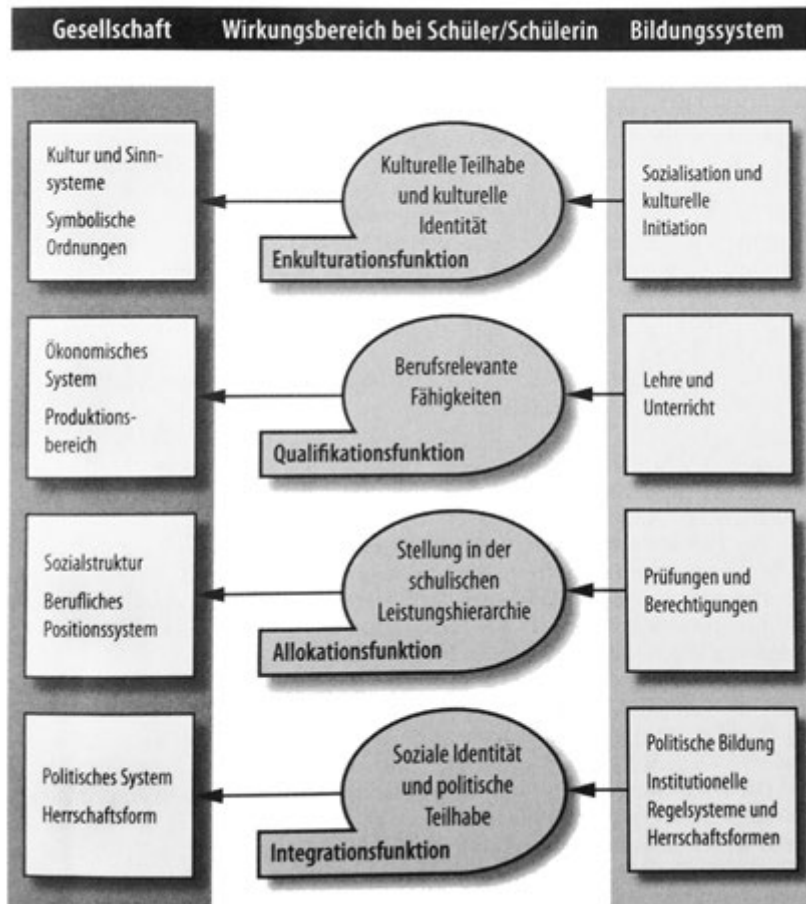 Gesellschaft Wirkungsbereich bei Schüler/Schülerin Bildungssystem
Kultur und Sinn-
systeme
Symbolische
Ordnungen
Kulturelle Teilhabe
und kulturelle
Identität
Enkulturationsfunktion
Sozialisation und
kulturelle
Initiation
Ökonomisches
System
Produktions-
bereich
Berufsrelevante
Fähigkeiten
Qualifikationsfunktion
Lehre und
Unterricht
Sozialstruktur
Berufliches
Positionssystem
Stellung in der
schulischen
Leistungshierarchie
Allokationsfunktion
Prüfungen und
Berechtigungen
Politisches System
Herrschaftsform
Soziale Identität
und politische
Teilhabe
Integrationsfunktion
Politische Bildung
Institutionelle
Regelsysteme und
Herrschaftsformen